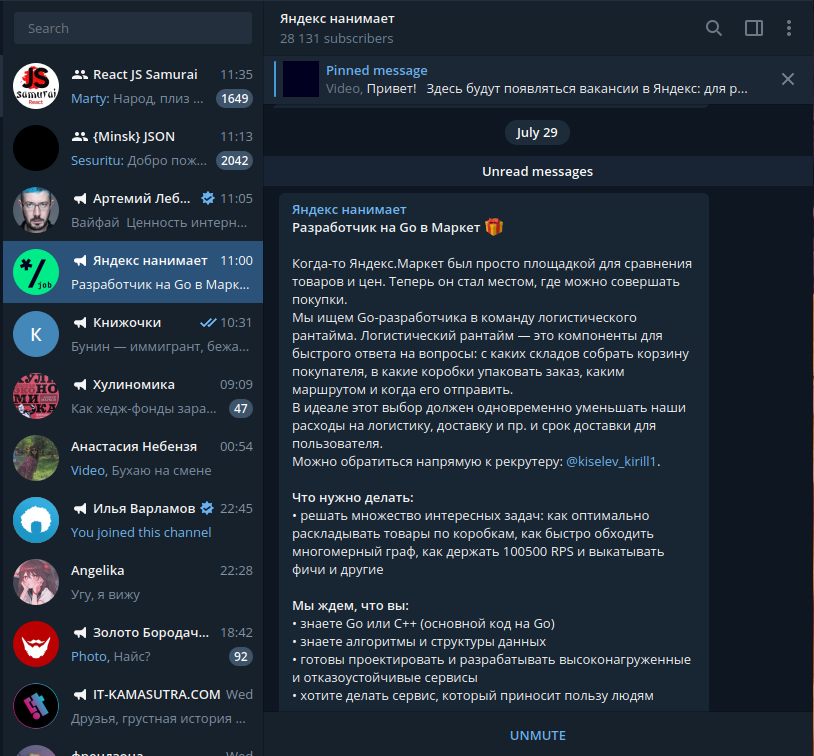 Search
React JS Samurai 11:35
Marty: Народ, плиз ... 1649
{Minsk} JSON 11:13
Sesuritu: Добро пож... 2042
Артемий Леб... 11:05
Вайфай Ценность интерн...
Яндекс нанимает 11:00
Разработчик на Go в Марк...
К
Книжочки 10:31
Бунин — иммигрант, бежа...
Хулиномика 09:09
Как хедж-фонды зара... 47
Анастасия Небензя 00:54
Video, Бухаю на смене
Илья Варламов 22:45
You joined this channel
Angelika 22:28
Угу, я вижу
Золото Бородач... 18:42
Photo, Найс? 92
IT-KAMASUTRA.COM Wed
Друзья, грустная история ...
френдзона Wed
Яндекс нанимает
28 131 subscribers
Pinned message
Video, Привет! Здесь будут появляться вакансии в Яндекс: для р...
July 29
Unread messages
Яндекс нанимает
Разработчик на Go в Маркет 🎁
Когда-то Яндекс.Маркет был просто площадкой для сравнения
товаров и цен. Теперь он стал местом, где можно совершать
покупки.
Мы ищем Go-разработчика в команду логистического
рантайма. Логистический рантайм — это компоненты для
быстрого ответа на вопросы: с каких складов собрать корзину
покупателя, в какие коробки упаковать заказ, каким
маршрутом и когда его отправить.
В идеале этот выбор должен одновременно уменьшать наши
расходы на логистику, доставку и пр. и срок доставки для
пользователя.
Можно обратиться напрямую к рекрутеру: @kiselev_kirill1.
Что нужно делать:
• решать множество интересных задач: как оптимально
раскладывать товары по коробкам, как быстро обходить
многомерный граф, как держать 100500 RPS и выкатывать
фичи и другие
Мы ждем, что вы:
• знаете Go или C++ (основной код на Go)
• знаете алгоритмы и структуры данных
• готовы проектировать и разрабатывать высоконагруженные
и отказоустойчивые сервисы
• хотите делать сервис, который приносит пользу людям
UNMUTE